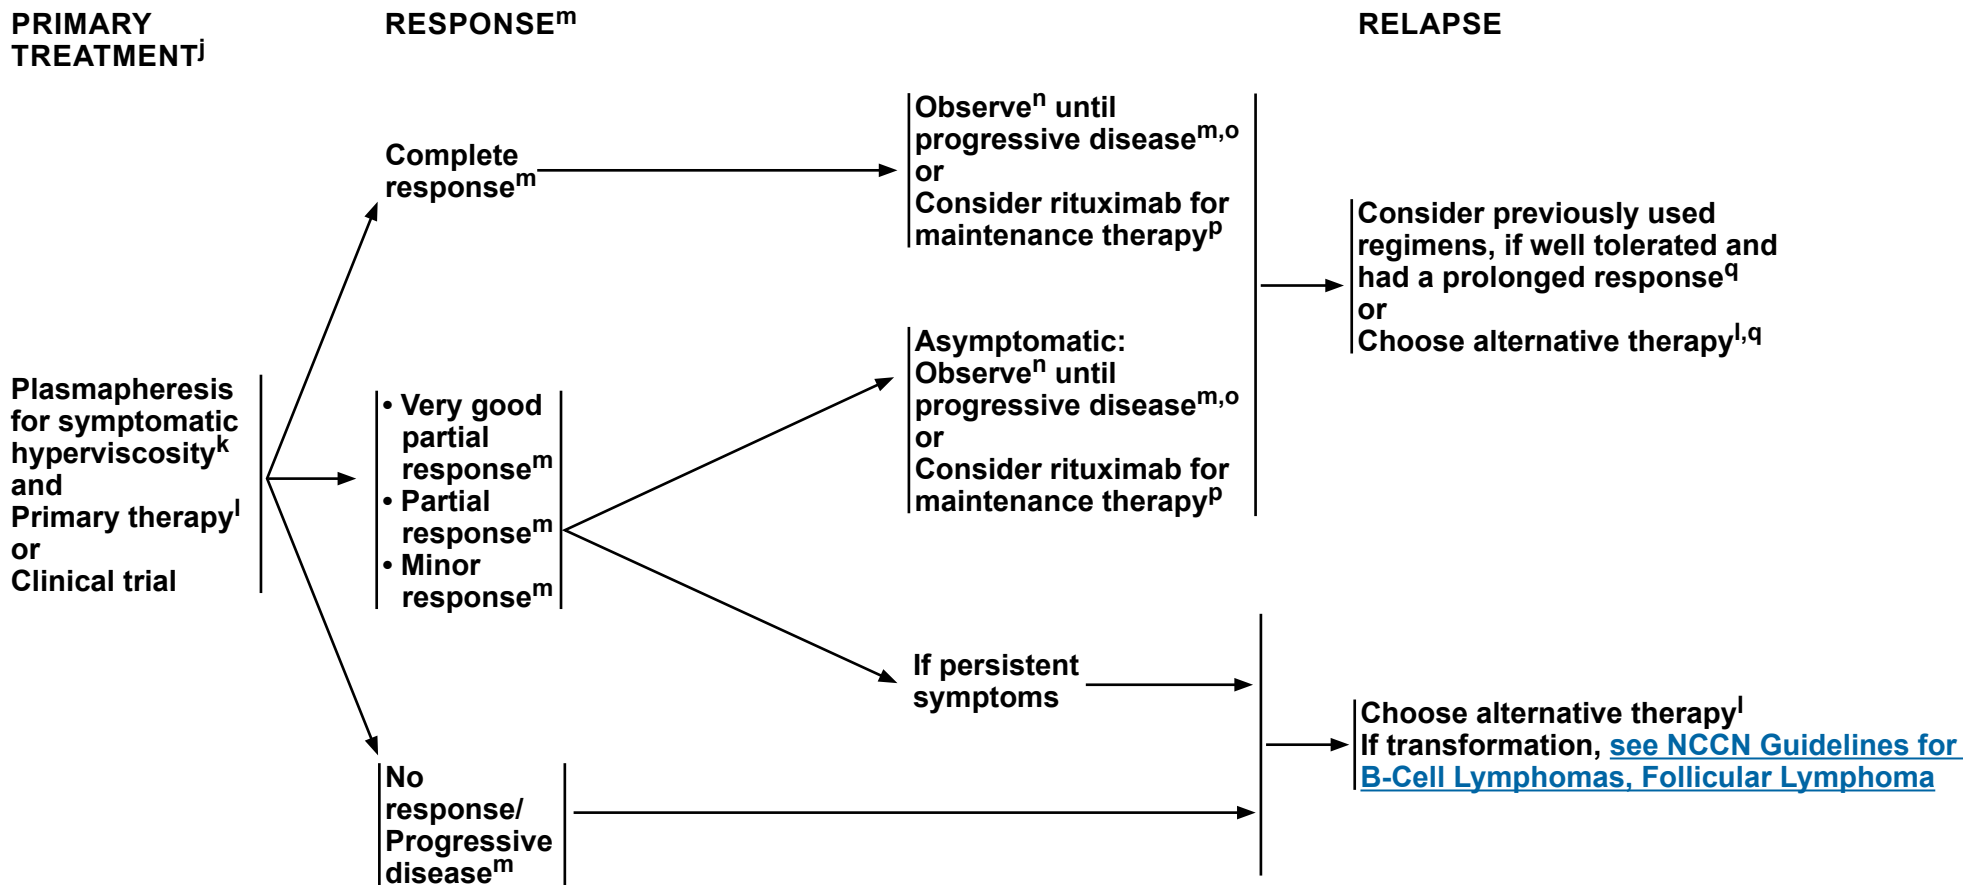 PRIMARY
TREATMENTj
RESPONSEm
RELAPSE
Plasmapheresis
for symptomatic
hyperviscosityk
and
Primary therapyl
or
Clinical trial
Complete
responsem
• Very good
partial
responsem
• Partial
responsem
• Minor
responsem
No
response/
Progressive
diseasem
Observen until
progressive diseasem,o
or
Consider rituximab for
maintenance therapyp
Asymptomatic:
Observen until
progressive diseasem,o
or
Consider rituximab for
maintenance therapyp
If persistent
symptoms
Consider previously used
regimens, if well tolerated and
had a prolonged responseq
or
Choose alternative therapyl,q
Choose alternative therapyl
If transformation, see NCCN Guidelines for
B-Cell Lymphomas, Follicular Lymphoma